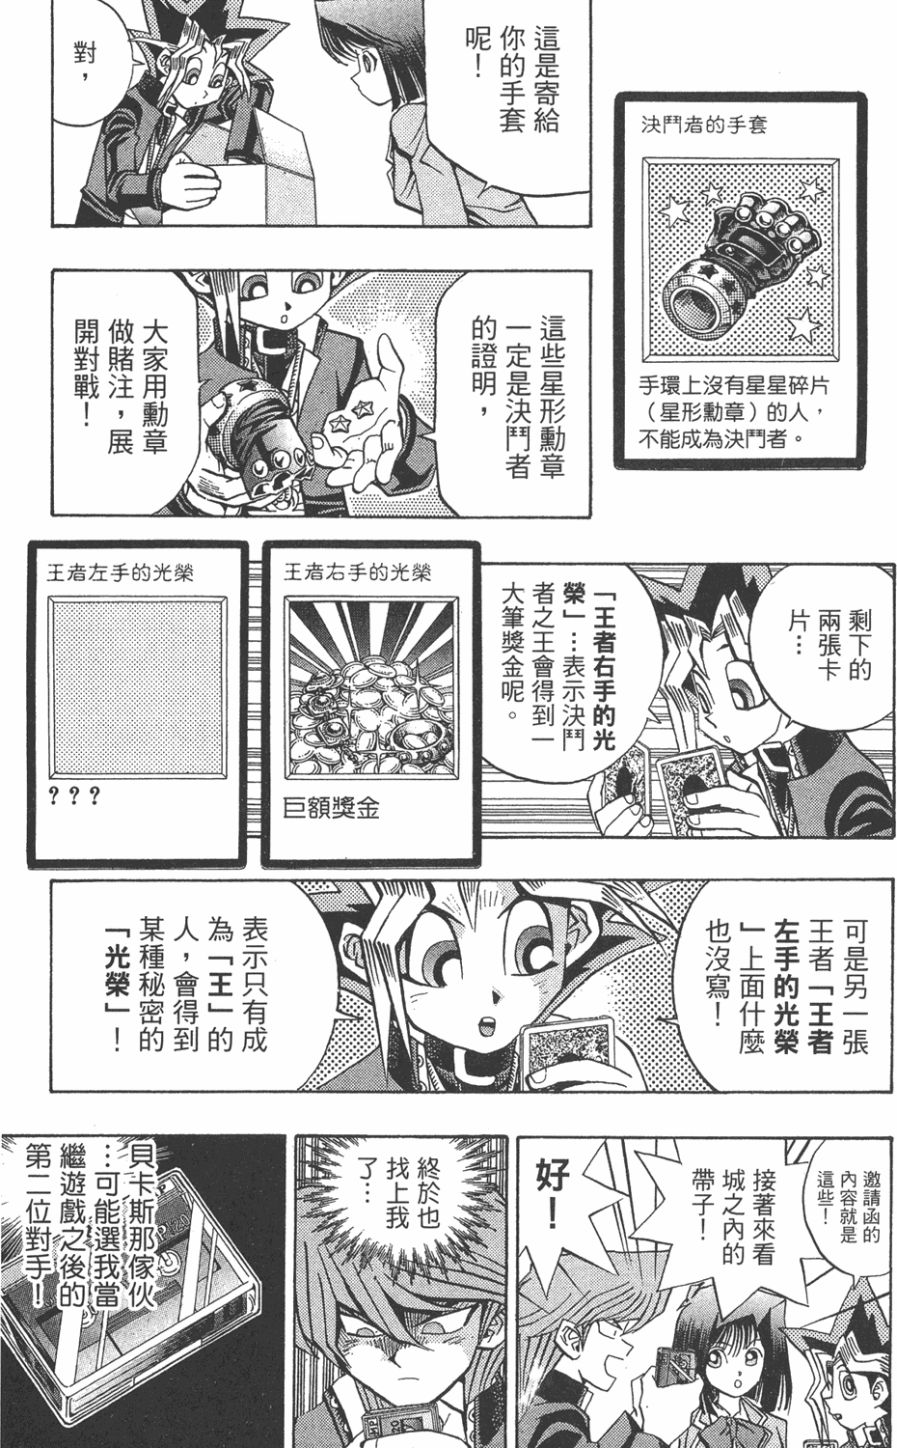 這是寄給
你的手套
呢！
對，
決鬥者的手套
手環上沒有星星碎片
（星形勳章）的人，
不能成為決鬥者。
這些星形勳章
一定是決鬥者
的證明，
大家用勳章
做賭注，展
開對戰！
剩下的
兩張卡
片…
「王者右手的光
榮」…表示決鬥
者之王會得到一
大筆獎金呢。
王者右手的光榮
巨額獎金
王者左手的光榮
？？？
可是另一張
王者「王者
左手的光榮
」上面什麼
也沒寫！
表示只有成
為「王」的
人，會得到
某種秘密的
「光榮」！
邀請函的
內容就是
這些！
接著來看
城之內的
帶子！
好！
終於也
找上我
了…
貝卡斯那傢伙
…可能選我當
繼遊戲之後的
第二位對手！